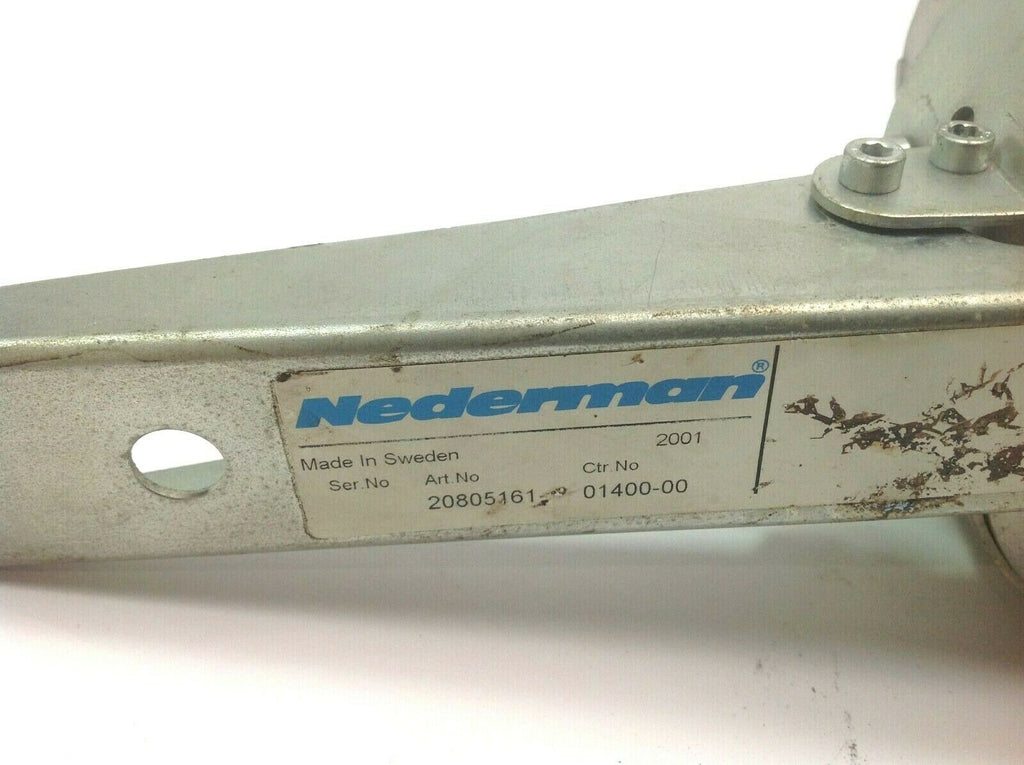 Nederman®
Made In Sweden 2001
Ser.No Art.No Ctr.No
20805161 01400-00